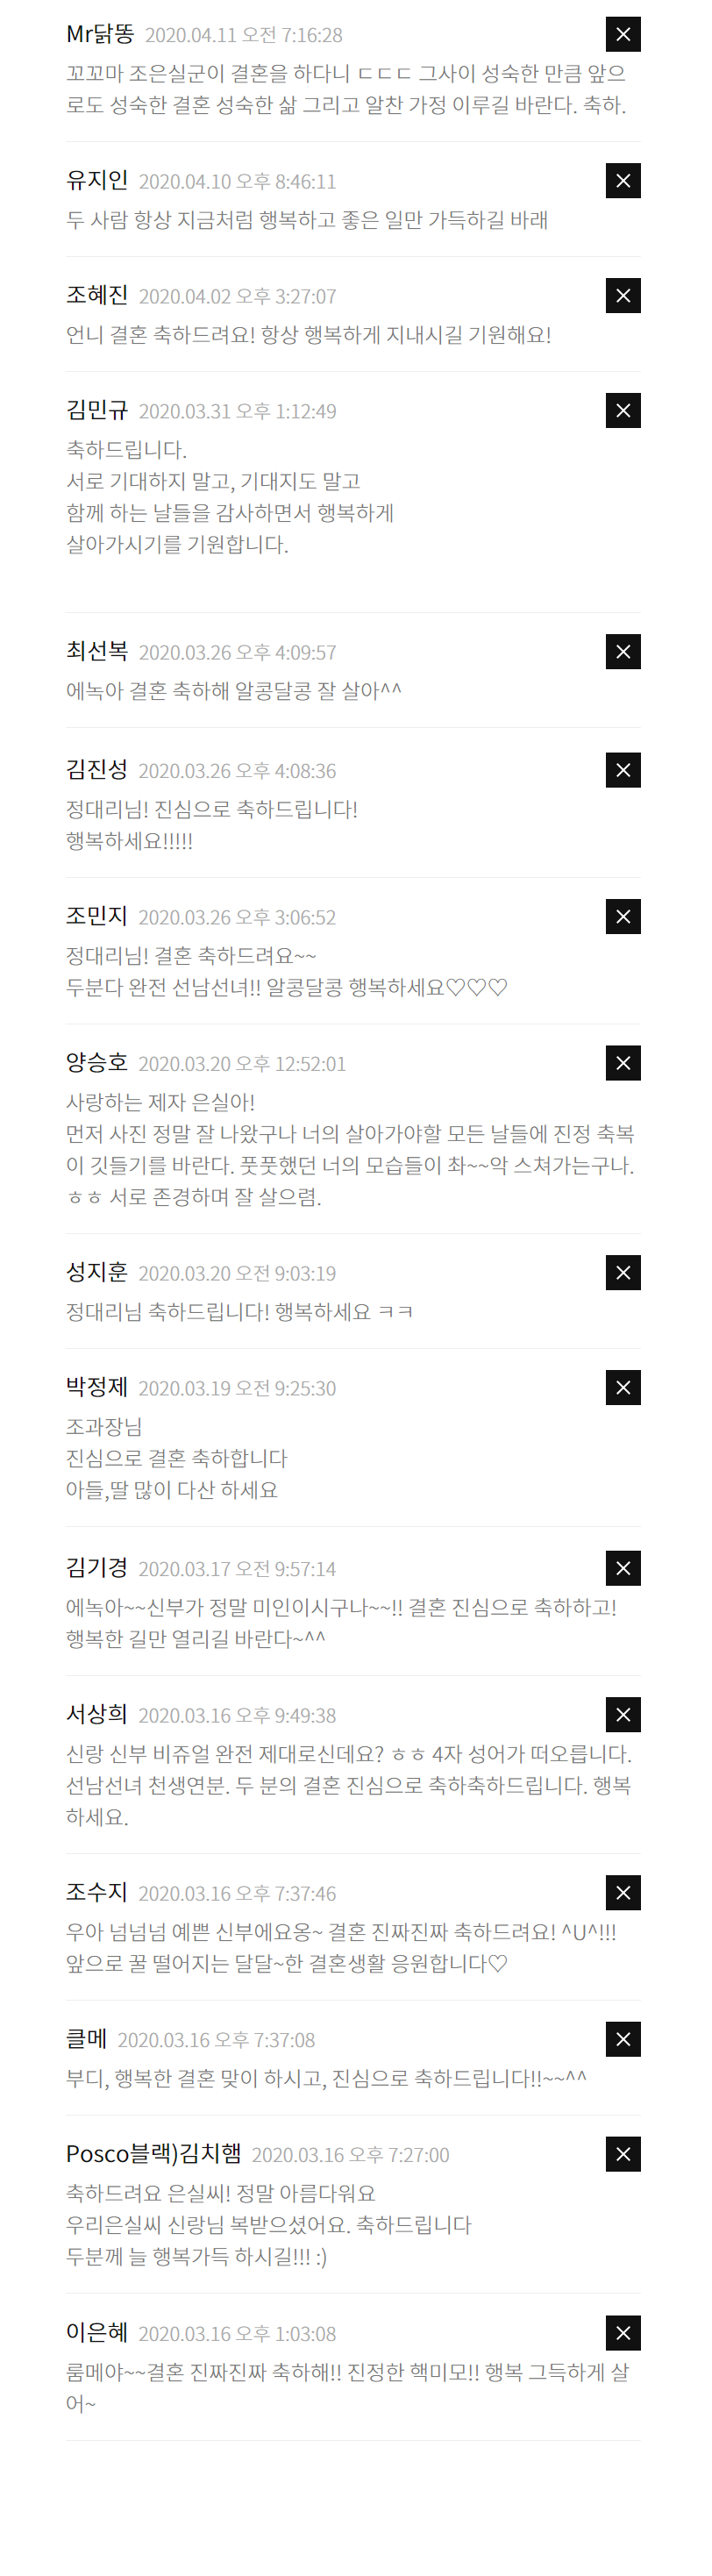 Mr닭똥 2020.04.11 오전 7:16:28
꼬꼬마 조은실군이 결혼을 하다니 ㄷㄷㄷ 그사이 성숙한 만큼 앞으
로도 성숙한 결혼 성숙한 삶 그리고 알찬 가정 이루길 바란다. 축하.
유지인 2020.04.10 오후 8:46:11
두 사람 항상 지금처럼 행복하고 좋은 일만 가득하길 바래
조혜진 2020.04.02 오후 3:27:07
언니 결혼 축하드려요! 항상 행복하게 지내시길 기원해요!
김민규 2020.03.31 오후 1:12:49
축하드립니다.
서로 기대하지 말고, 기대지도 말고
함께 하는 날들을 감사하면서 행복하게
살아가시기를 기원합니다.
최선복 2020.03.26 오후 4:09:57
에녹아 결혼 축하해 알콩달콩 잘 살아^^
김진성 2020.03.26 오후 4:08:36
정대리님! 진심으로 축하드립니다!
행복하세요!!!!!
조민지 2020.03.26 오후 3:06:52
정대리님! 결혼 축하드려요~~
두분다 완전 선남선녀!! 알콩달콩 행복하세요♡♡♡
양승호 2020.03.20 오후 12:52:01
사랑하는 제자 은실아!
먼저 사진 정말 잘 나왔구나 너의 살아가야할 모든 날들에 진정 축복
이 깃들기를 바란다. 풋풋했던 너의 모습들이 촤~~악 스쳐가는구나.
ㅎㅎ 서로 존경하며 잘 살으렴.
성지훈 2020.03.20 오전 9:03:19
정대리님 축하드립니다! 행복하세요 ㅋㅋ
박정제 2020.03.19 오전 9:25:30
조과장님
진심으로 결혼 축하합니다
아들,딸 많이 다산 하세요
김기경 2020.03.17 오전 9:57:14
에녹아~~신부가 정말 미인이시구나~~!! 결혼 진심으로 축하하고!
행복한 길만 열리길 바란다~^^
서상희 2020.03.16 오후 9:49:38
신랑 신부 비쥬얼 완전 제대로신데요? ㅎㅎ 4자 성어가 떠오릅니다.
선남선녀 천생연분. 두 분의 결혼 진심으로 축하축하드립니다. 행복
하세요.
조수지 2020.03.16 오후 7:37:46
우아 넘넘넘 예쁜 신부에요옹~ 결혼 진짜진짜 축하드려요! ^U^!!!
앞으로 꿀 떨어지는 달달~한 결혼생활 응원합니다♡
클메 2020.03.16 오후 7:37:08
부디, 행복한 결혼 맞이 하시고, 진심으로 축하드립니다!!~~^^
Posco블랙)김치햄 2020.03.16 오후 7:27:00
축하드려요 은실씨! 정말 아름다워요
우리은실씨 신랑님 복받으셨어요. 축하드립니다
두분께 늘 행복가득 하시길!!! :)
이은혜 2020.03.16 오후 1:03:08
룸메야~~결혼 진짜진짜 축하해!! 진정한 핵미모!! 행복 그득하게 살
어~